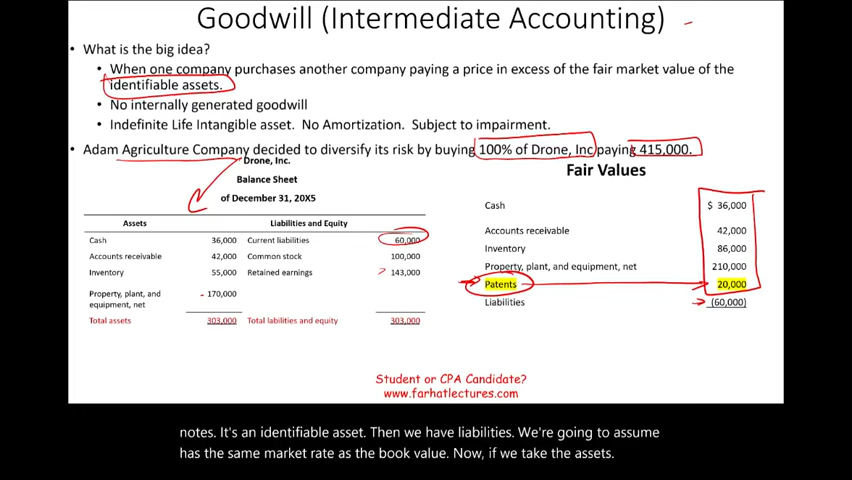 Goodwill (Intermediate Accounting)
• What is the big idea?
• When one company purchases another company paying a price in excess of the fair market value of the
identifiable assets.
• No internally generated goodwill
• Indefinite Life Intangible asset. No Amortization. Subject to impairment.
• Adam Agriculture Company decided to diversify its risk by buying 100% of Drone, Inc paying 415,000.
Drone, Inc.
Balance Sheet
of December 31, 20X5
Assets Liabilities and Equity
Cash 36,000 Current liabilities 60,000
Accounts receivable 42,000 Common stock 100,000
Inventory 55,000 Retained earnings 143,000
Property, plant, and
equipment, net 170,000
Total assets 303,000 Total labilities and equity 303,000
Fair Values
Cash $ 36,000
Accounts receivable 42,000
Inventory 86,000
Property, plant, and equipment, net 210,000
Patents 20,000
Liabilities (60,000)
Student or CPA Candidate?
www.farhatlectures.com
notes. It's an identifiable asset. Then we have liabilities. We're going to assume
has the same market rate as the book value. Now, if we take the assets.